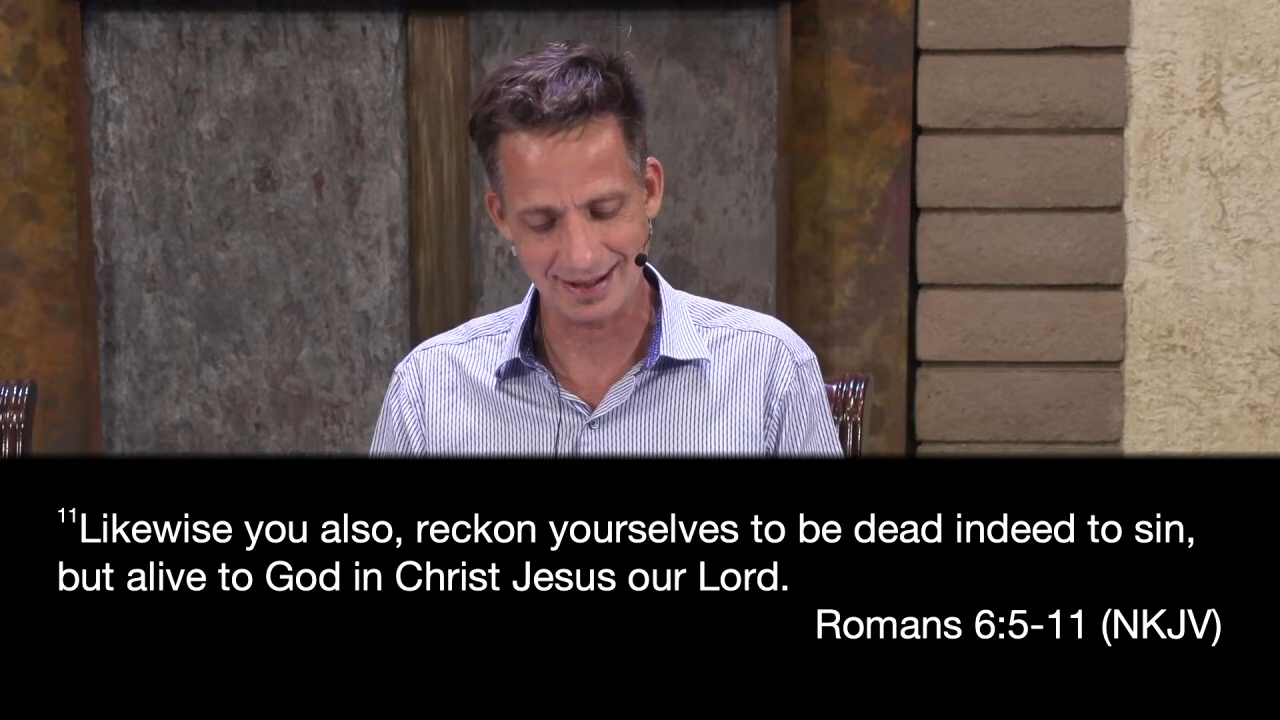 ¹¹Likewise you also, reckon yourselves to be dead indeed to sin,
but alive to God in Christ Jesus our Lord.
Romans 6:5-11 (NKJV)